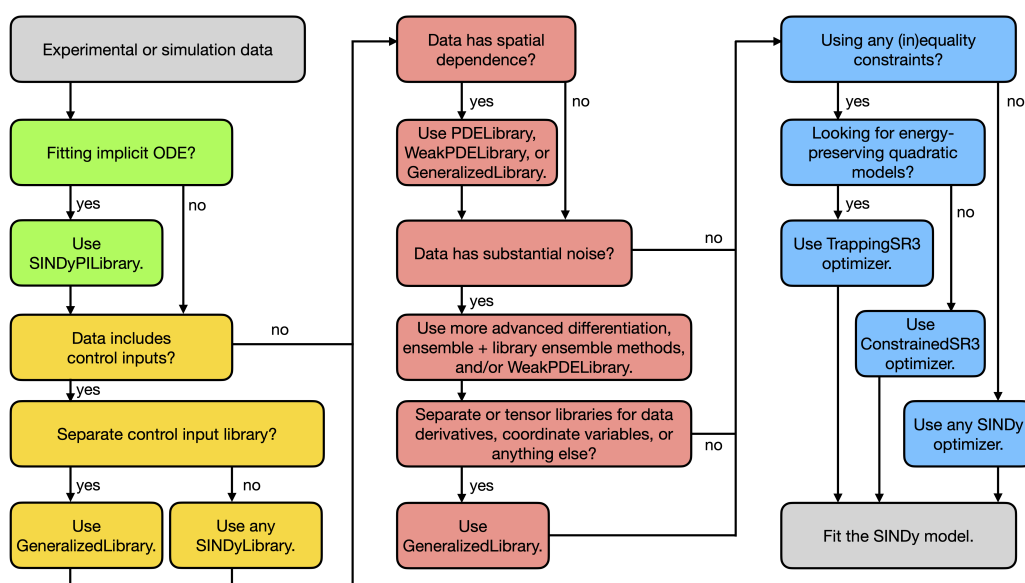 Experimental or simulation data
Fitting implicit ODE?
yes
no
Use
SINDyPILibrary.
Data includes
control inputs?
no
yes
Separate control input library?
yes
no
Use
GeneralizedLibrary.
Use any
SINDyLibrary.
Data has spatial
dependence?
yes
no
Use PDELibrary,
WeakPDELibrary, or
GeneralizedLibrary.
Data has substantial noise?
no
yes
Use more advanced differentiation,
ensemble + library ensemble methods,
and/or WeakPDELibrary.
Separate or tensor libraries for data
derivatives, coordinate variables, or
anything else?
no
yes
Use
GeneralizedLibrary.
Using any (in)equality
constraints?
yes
no
Looking for energy-
preserving quadratic
models?
yes
no
Use TrappingSR3
optimizer.
Use
ConstrainedSR3
optimizer.
Use any SINDy
optimizer.
Fit the SINDy model.